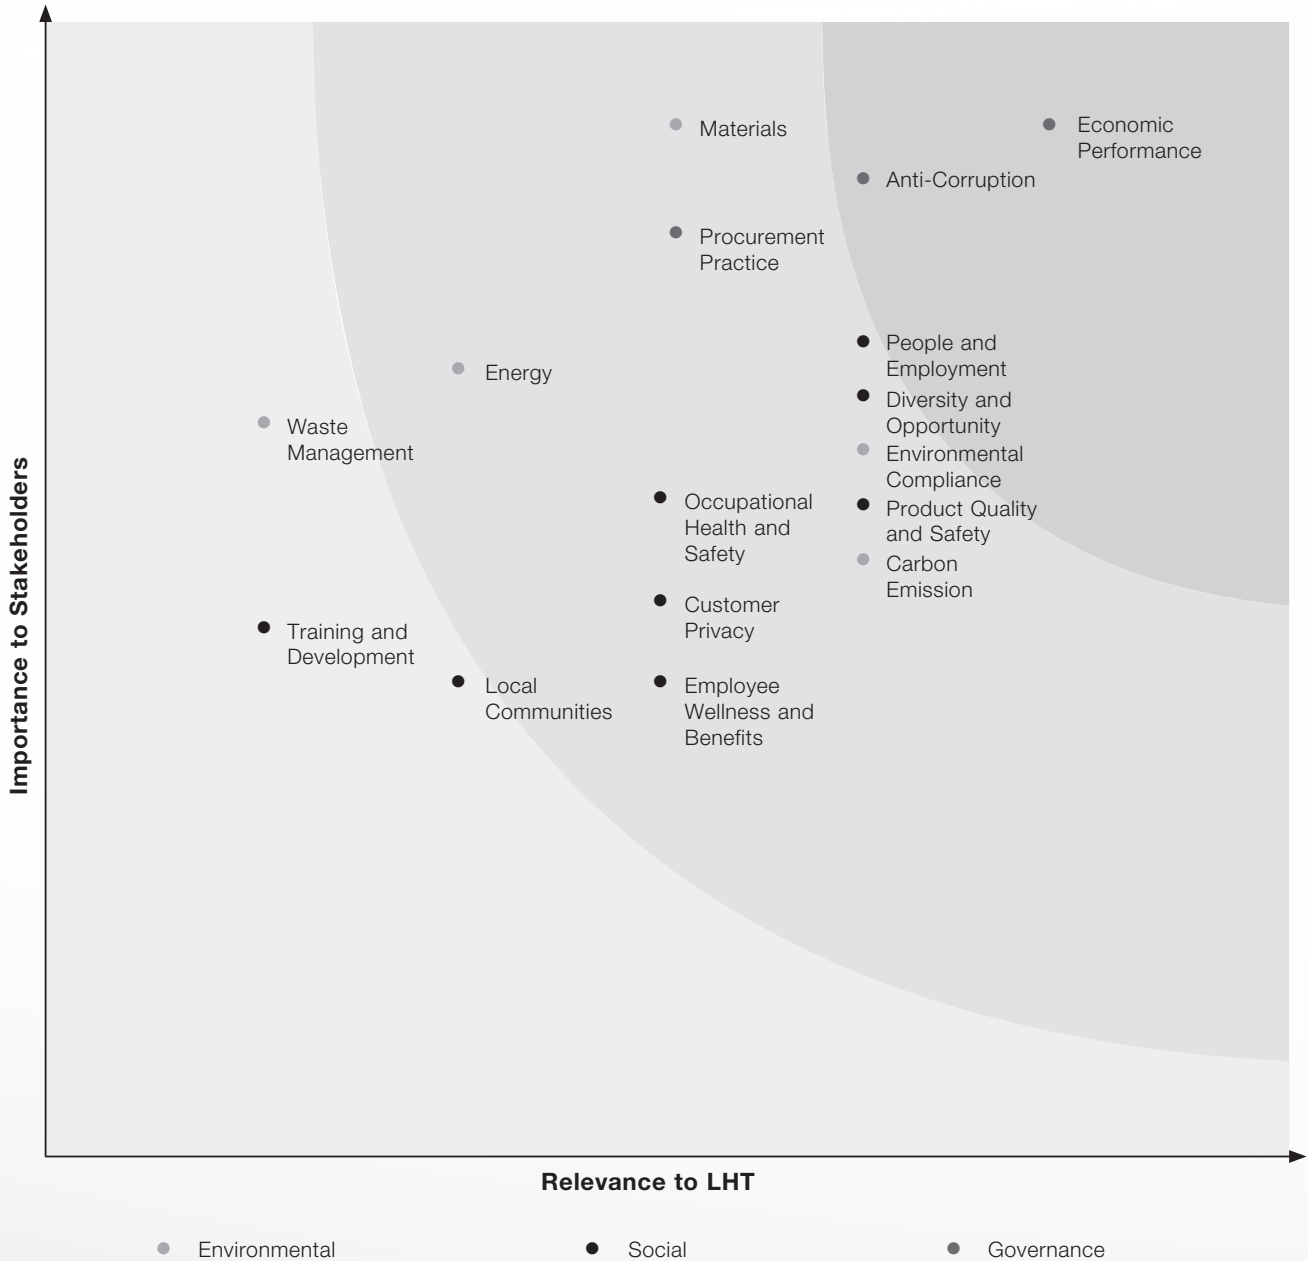 Importance to Stakeholders
Materials
Economic
Performance
Anti-Corruption
Procurement
Practice
People and
Employment
Energy
Diversity and
Opportunity
Waste
Management
Environmental
Compliance
Occupational
Health and
Safety
Product Quality
and Safety
Carbon
Emission
Customer
Privacy
Training and
Development
Local
Communities
Employee
Wellness and
Benefits
Relevance to LHT
Environmental
Social
Governance